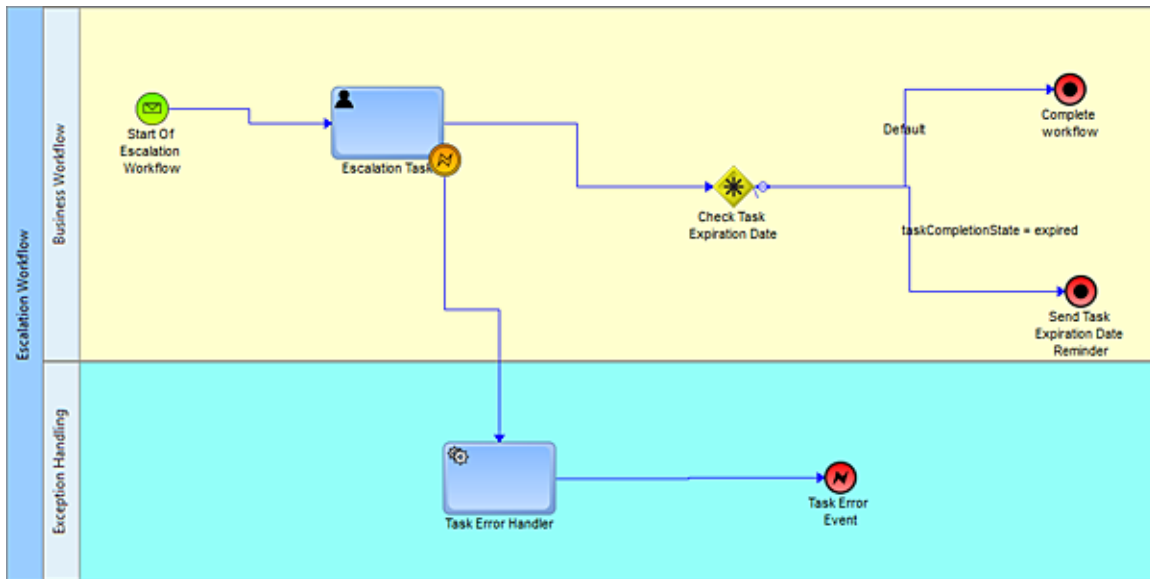 Escalation Workflow
Business Workflow
Start Of
Escalation
Workflow
Escalation Task
Check Task
Expiration Date
Default
Complete
workflow
taskCompletionState = expired
Send Task
Expiration Date
Reminder
Exception Handling
Task Error Handler
Task Error
Event